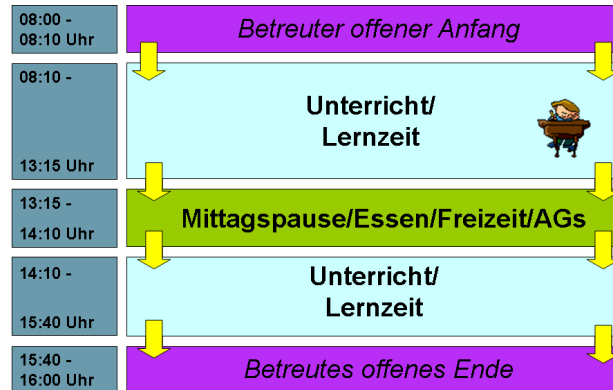 08:00 -
08:10 Uhr
Betreuter offener Anfang
08:10 -
13:15 Uhr
Unterricht/
Lernzeit
13:15 -
14:10 Uhr
Mittagspause/Essen/Freizeit/AGs
14:10 -
15:40 Uhr
Unterricht/
Lernzeit
15:40 -
16:00 Uhr
Betreutes offenes Ende